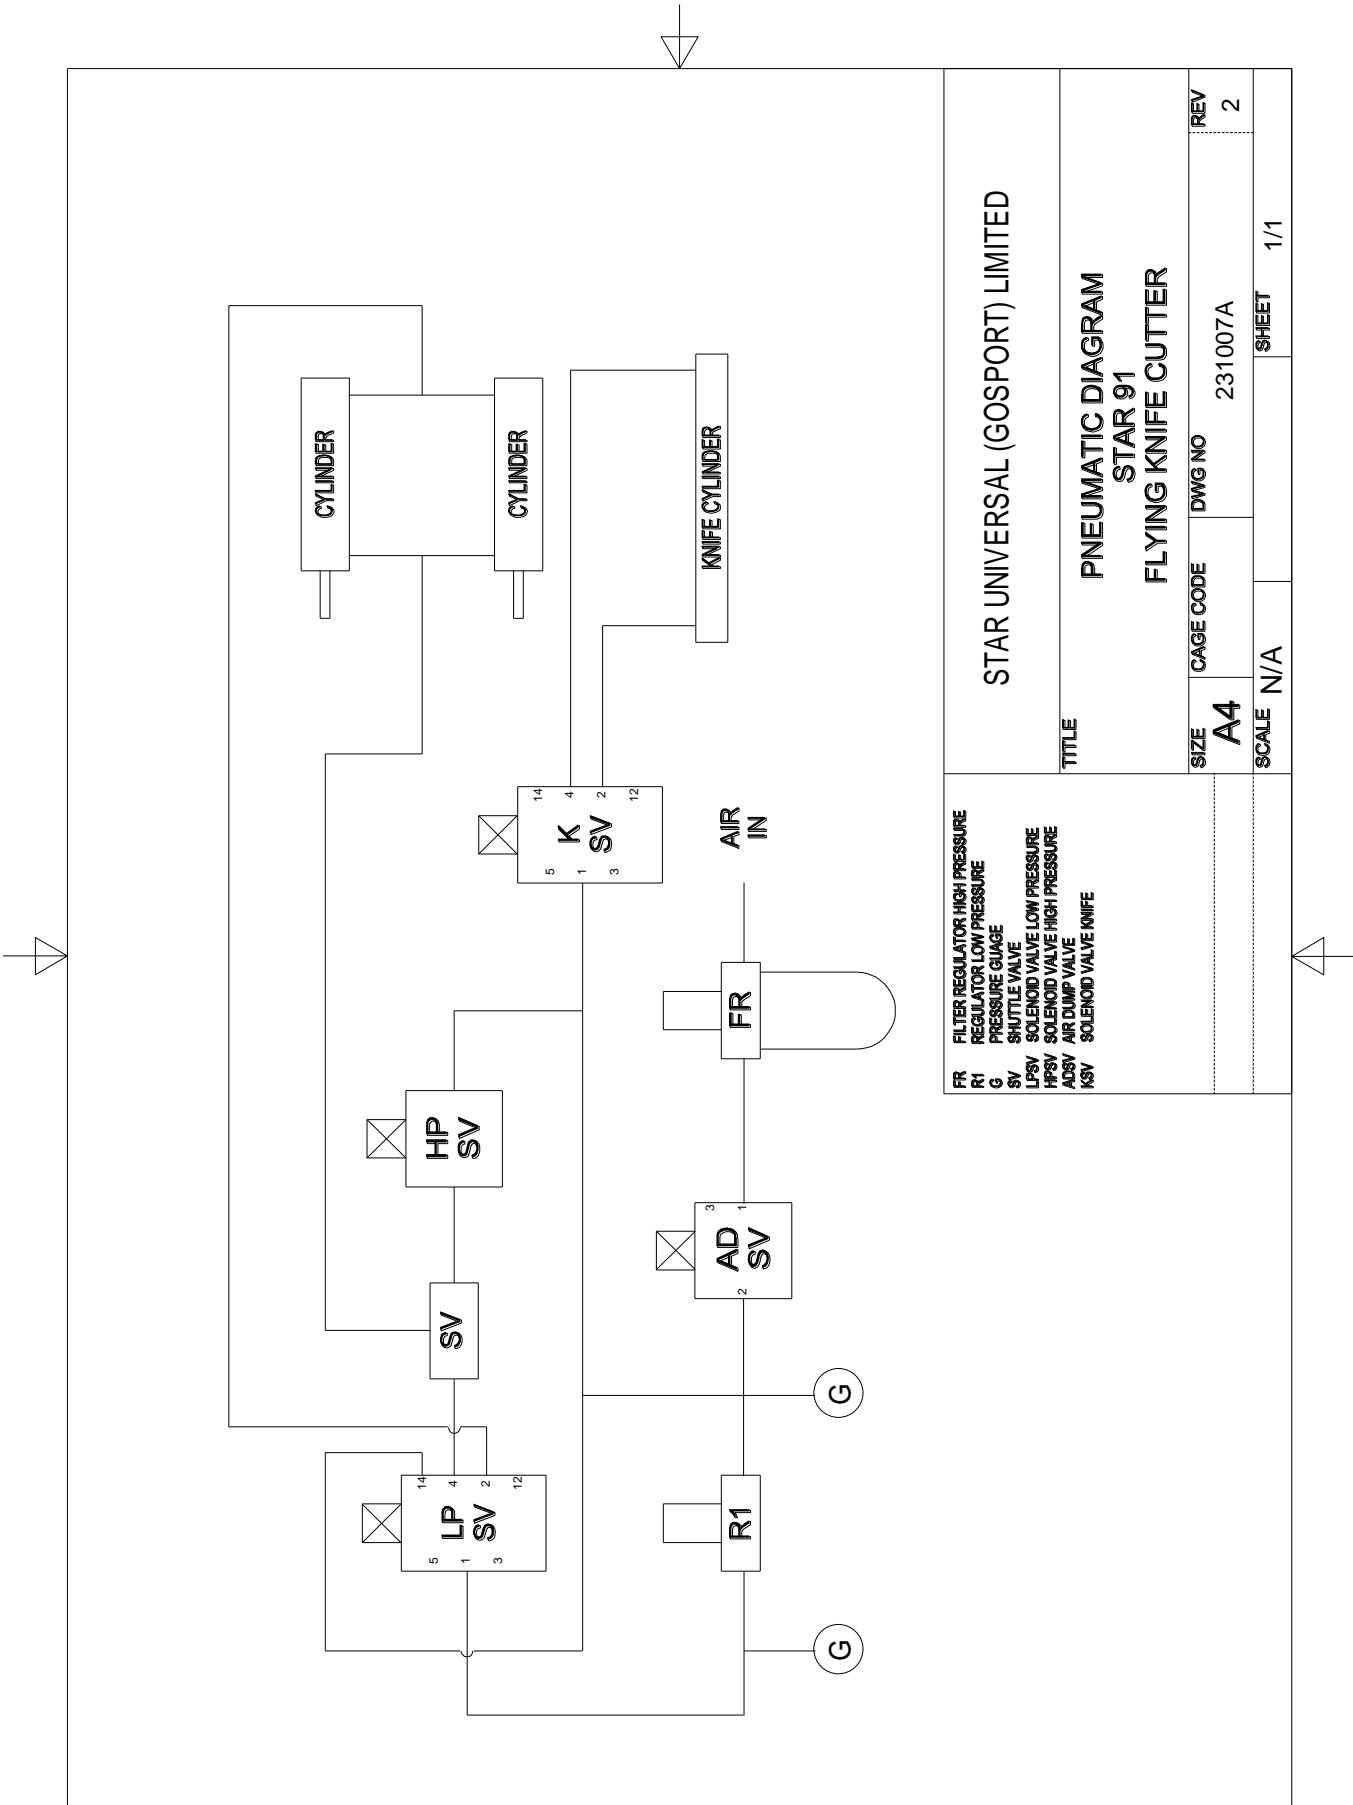 CYLINDER
CYLINDER
KNIFE CYLINDER
14
4
2
12
K
SV
5
1
3
AIR
IN
HP
SV
FR
SV
3
1
AD
SV
2
G
14
4
2
12
LP
SV
5
1
3
R1
G
FR FILTER REGULATOR HIGH PRESSURE
R1 REGULATOR LOW PRESSURE
G PRESSURE GUAGE
SV SHUTTLE VALVE
LPSV SOLENOID VALVE LOW PRESSURE
HPSV SOLENOID VALVE HIGH PRESSURE
ADSV AIR DUMP VALVE
KSV SOLENOID VALVE KNIFE
STAR UNIVERSAL (GOSPORT) LIMITED
TITLE
PNEUMATIC DIAGRAM
STAR 91
FLYING KNIFE CUTTER
SIZE
A4
CAGE CODE
DWG NO
231007A
REV
2
SCALE N/A
SHEET 1/1